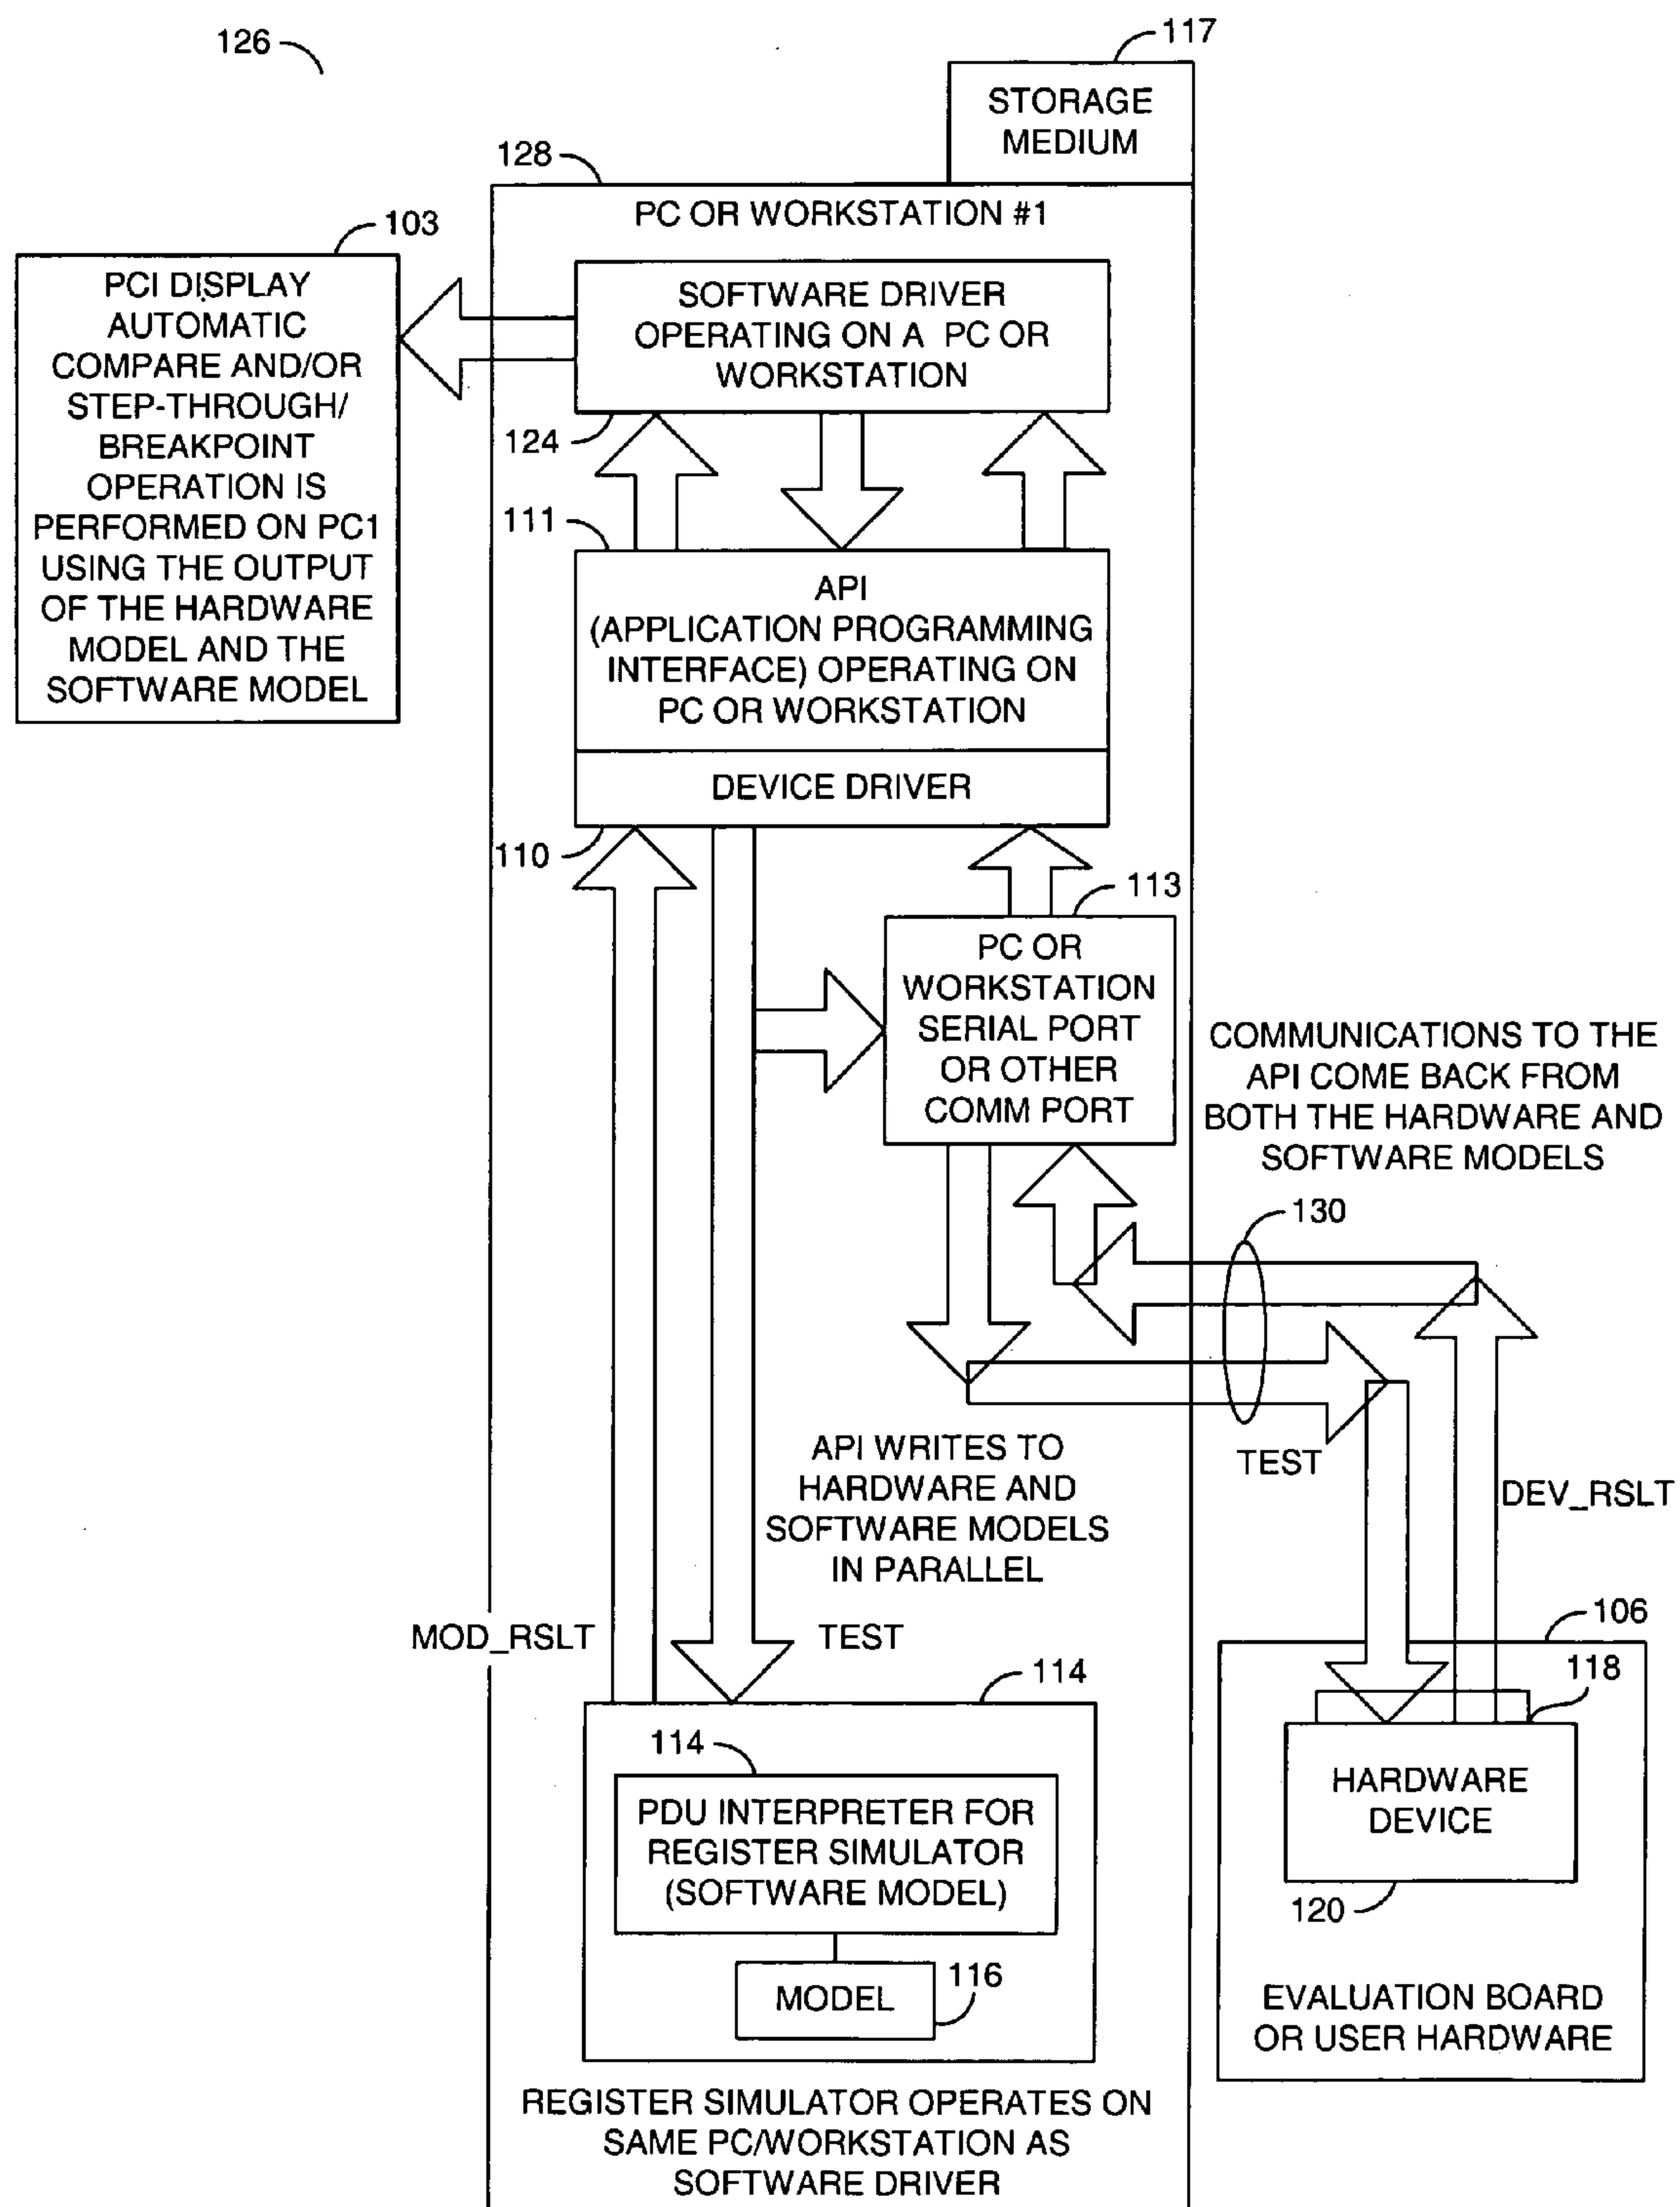 126
117
STORAGE
MEDIUM
128
PC OR WORKSTATION #1
103
PCI DISPLAY
AUTOMATIC
COMPARE AND/OR
STEP-THROUGH/
BREAKPOINT
OPERATION IS
PERFORMED ON PC1
USING THE OUTPUT
OF THE HARDWARE
MODEL AND THE
SOFTWARE MODEL
SOFTWARE DRIVER
OPERATING ON A PC OR
WORKSTATION
124
111
API
(APPLICATION PROGRAMMING
INTERFACE) OPERATING ON
PC OR WORKSTATION
DEVICE DRIVER
110
113
PC OR
WORKSTATION
SERIAL PORT
OR OTHER
COMM PORT
COMMUNICATIONS TO THE
API COME BACK FROM
BOTH THE HARDWARE AND
SOFTWARE MODELS
130
API WRITES TO
HARDWARE AND
SOFTWARE MODELS
IN PARALLEL
TEST
DEV_RSLT
MOD_RSLT
TEST
106
118
114
114
PDU INTERPRETER FOR
REGISTER SIMULATOR
(SOFTWARE MODEL)
MODEL
116
HARDWARE
DEVICE
120
EVALUATION BOARD
OR USER HARDWARE
REGISTER SIMULATOR OPERATES ON
SAME PC/WORKSTATION AS
SOFTWARE DRIVER